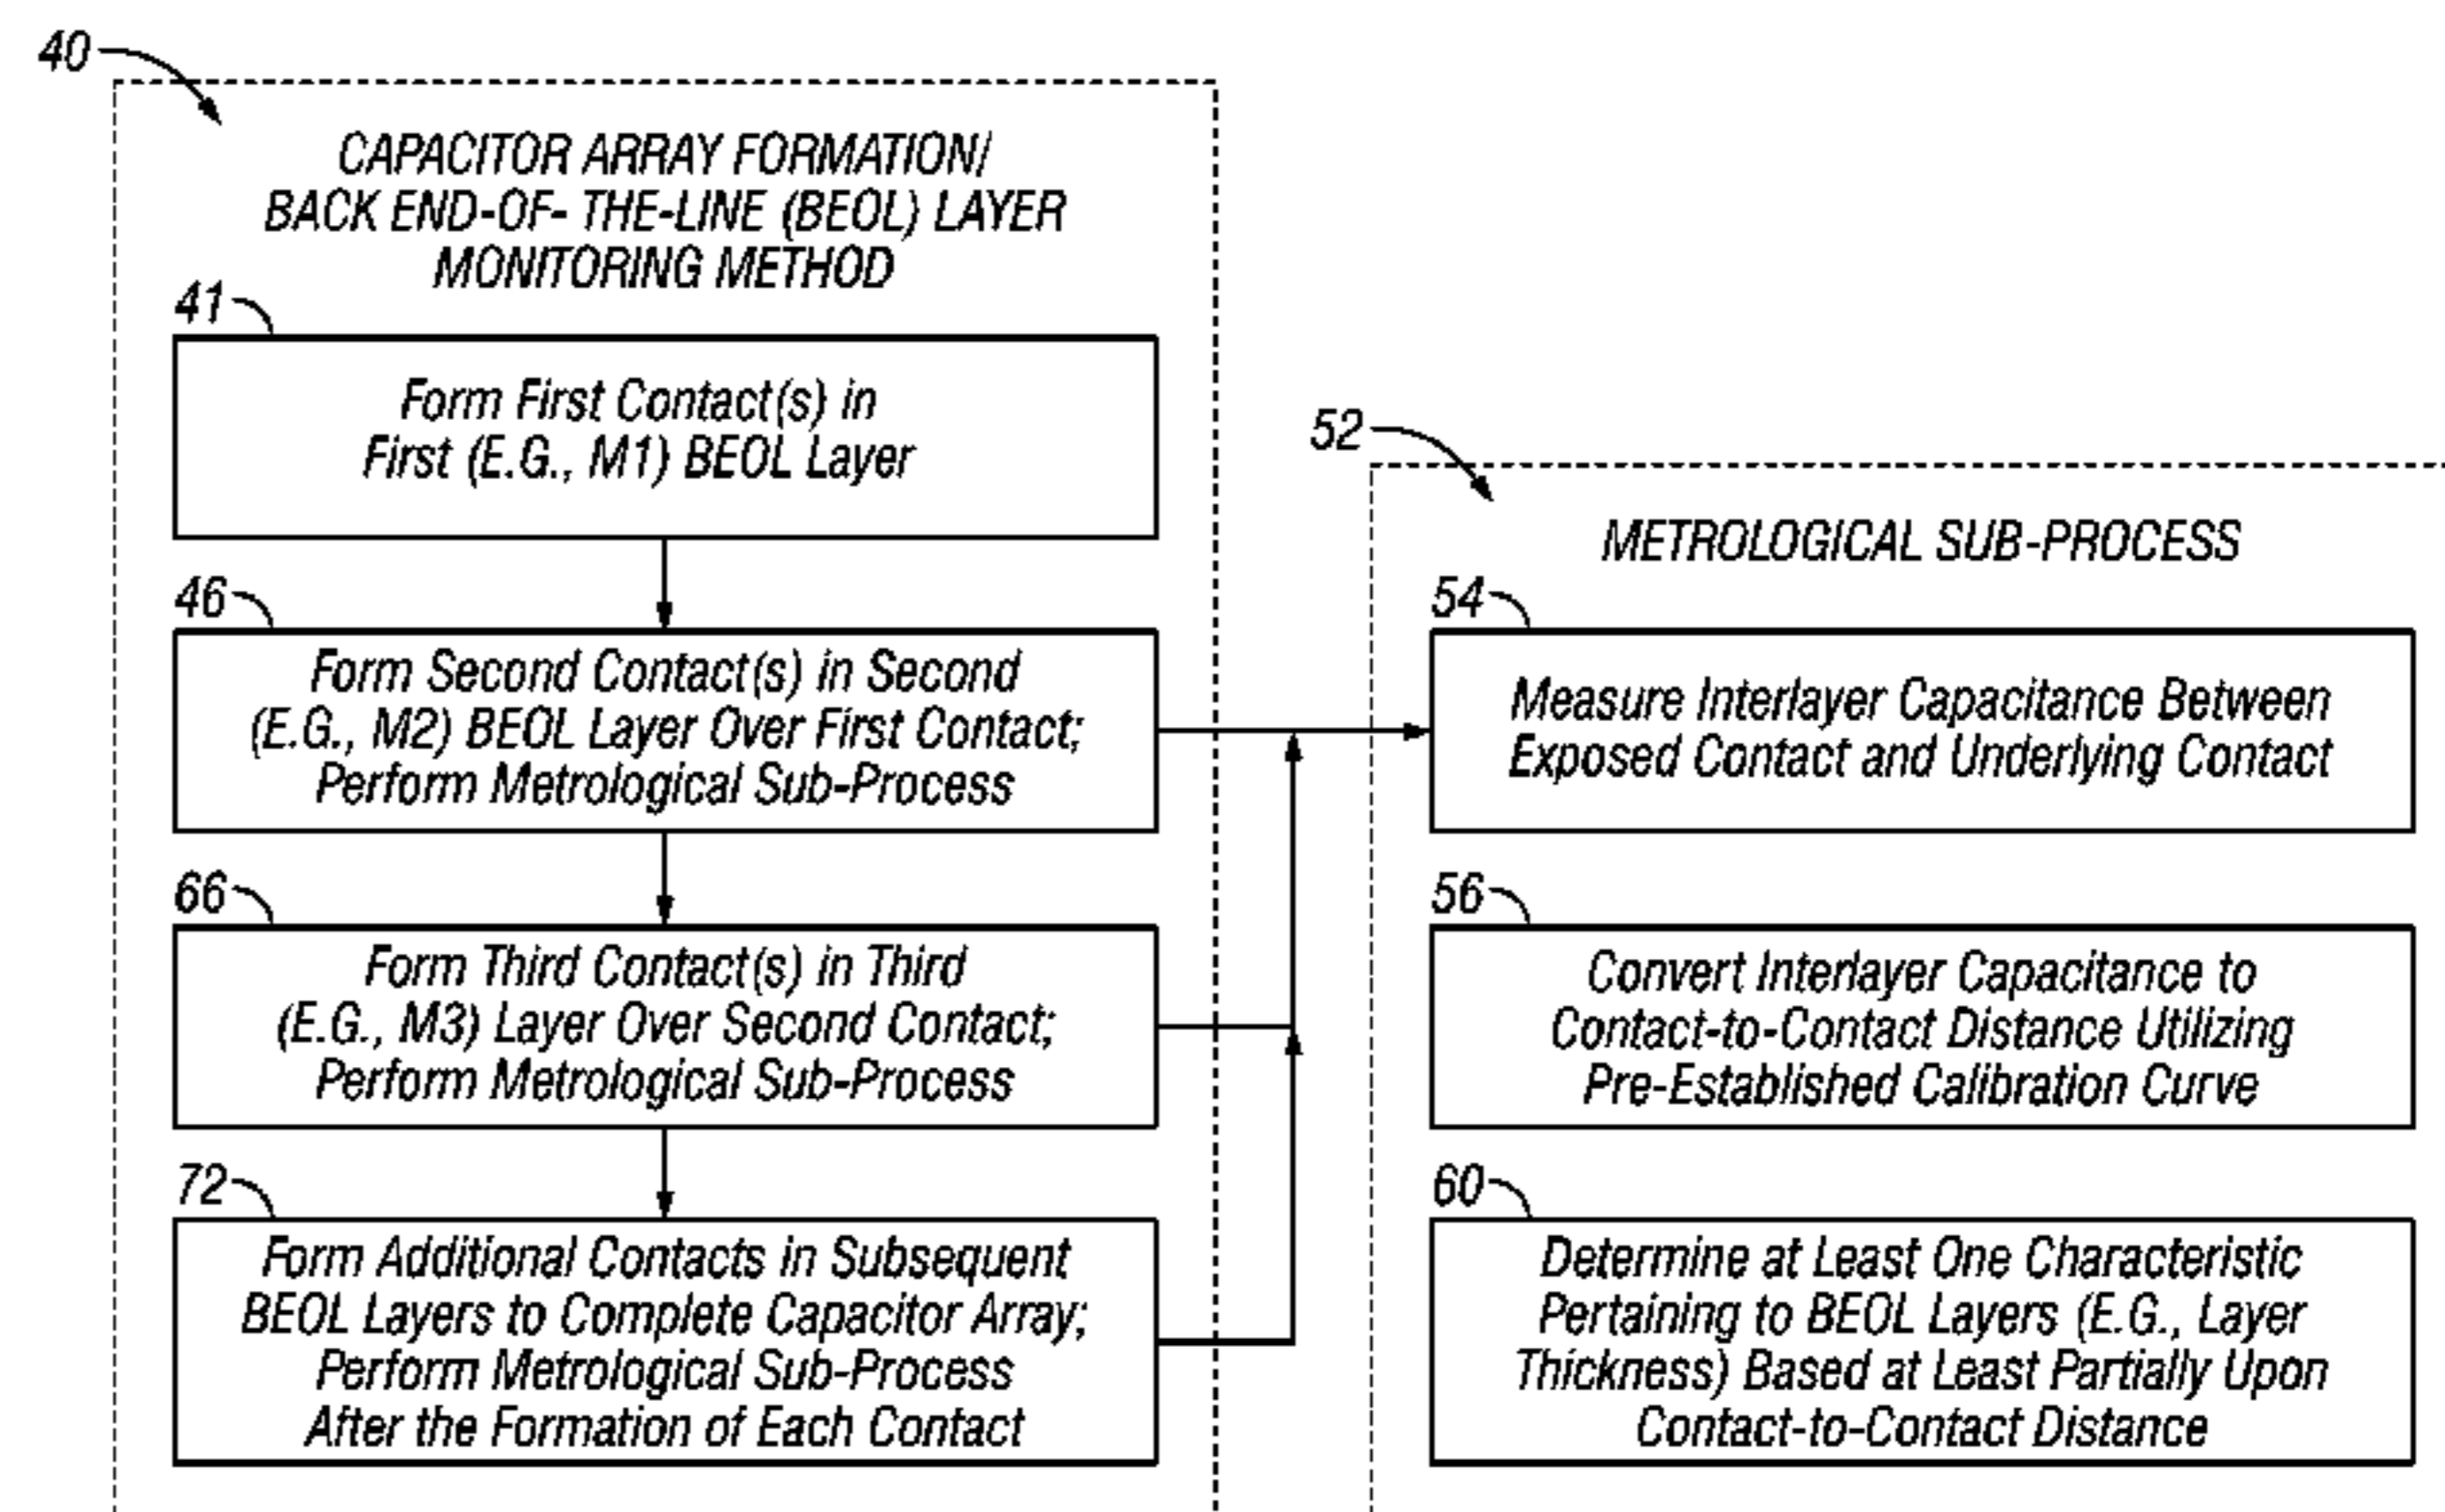 40
CAPACITOR ARRAY FORMATION/
BACK END-OF- THE-LINE (BEOL) LAYER
MONITORING METHOD
41
Form First Contact(s) in
First (E.G., M1) BEOL Layer
46
Form Second Contact(s) in Second
(E.G., M2) BEOL Layer Over First Contact;
Perform Metrological Sub-Process
66
Form Third Contact(s) in Third
(E.G., M3) Layer Over Second Contact;
Perform Metrological Sub-Process
72
Form Additional Contacts in Subsequent
BEOL Layers to Complete Capacitor Array;
Perform Metrological Sub-Process
After the Formation of Each Contact
52
METROLOGICAL SUB-PROCESS
54
Measure Interlayer Capacitance Between
Exposed Contact and Underlying Contact
56
Convert Interlayer Capacitance to
Contact-to-Contact Distance Utilizing
Pre-Established Calibration Curve
60
Determine at Least One Characteristic
Pertaining to BEOL Layers (E.G., Layer
Thickness) Based at Least Partially Upon
Contact-to-Contact Distance